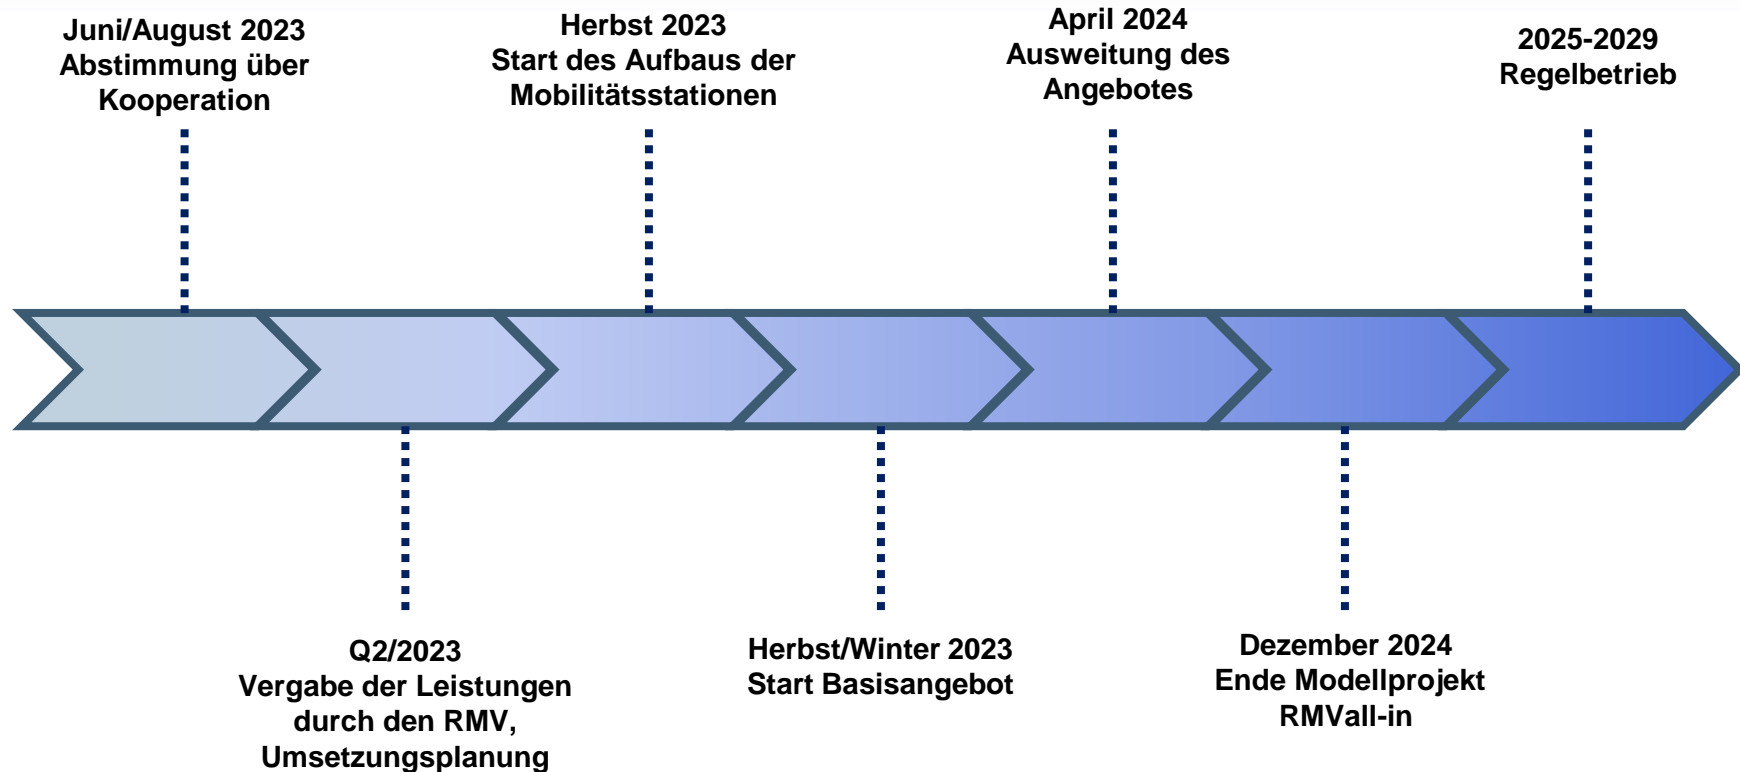 Juni/August 2023
Abstimmung über
Kooperation
Herbst 2023
Start des Aufbaus der
Mobilitätsstationen
April 2024
Ausweitung des
Angebotes
2025-2029
Regelbetrieb
Q2/2023
Vergabe der Leistungen
durch den RMV,
Umsetzungsplanung
Herbst/Winter 2023
Start Basisangebot
Dezember 2024
Ende Modellprojekt
RMVall-in